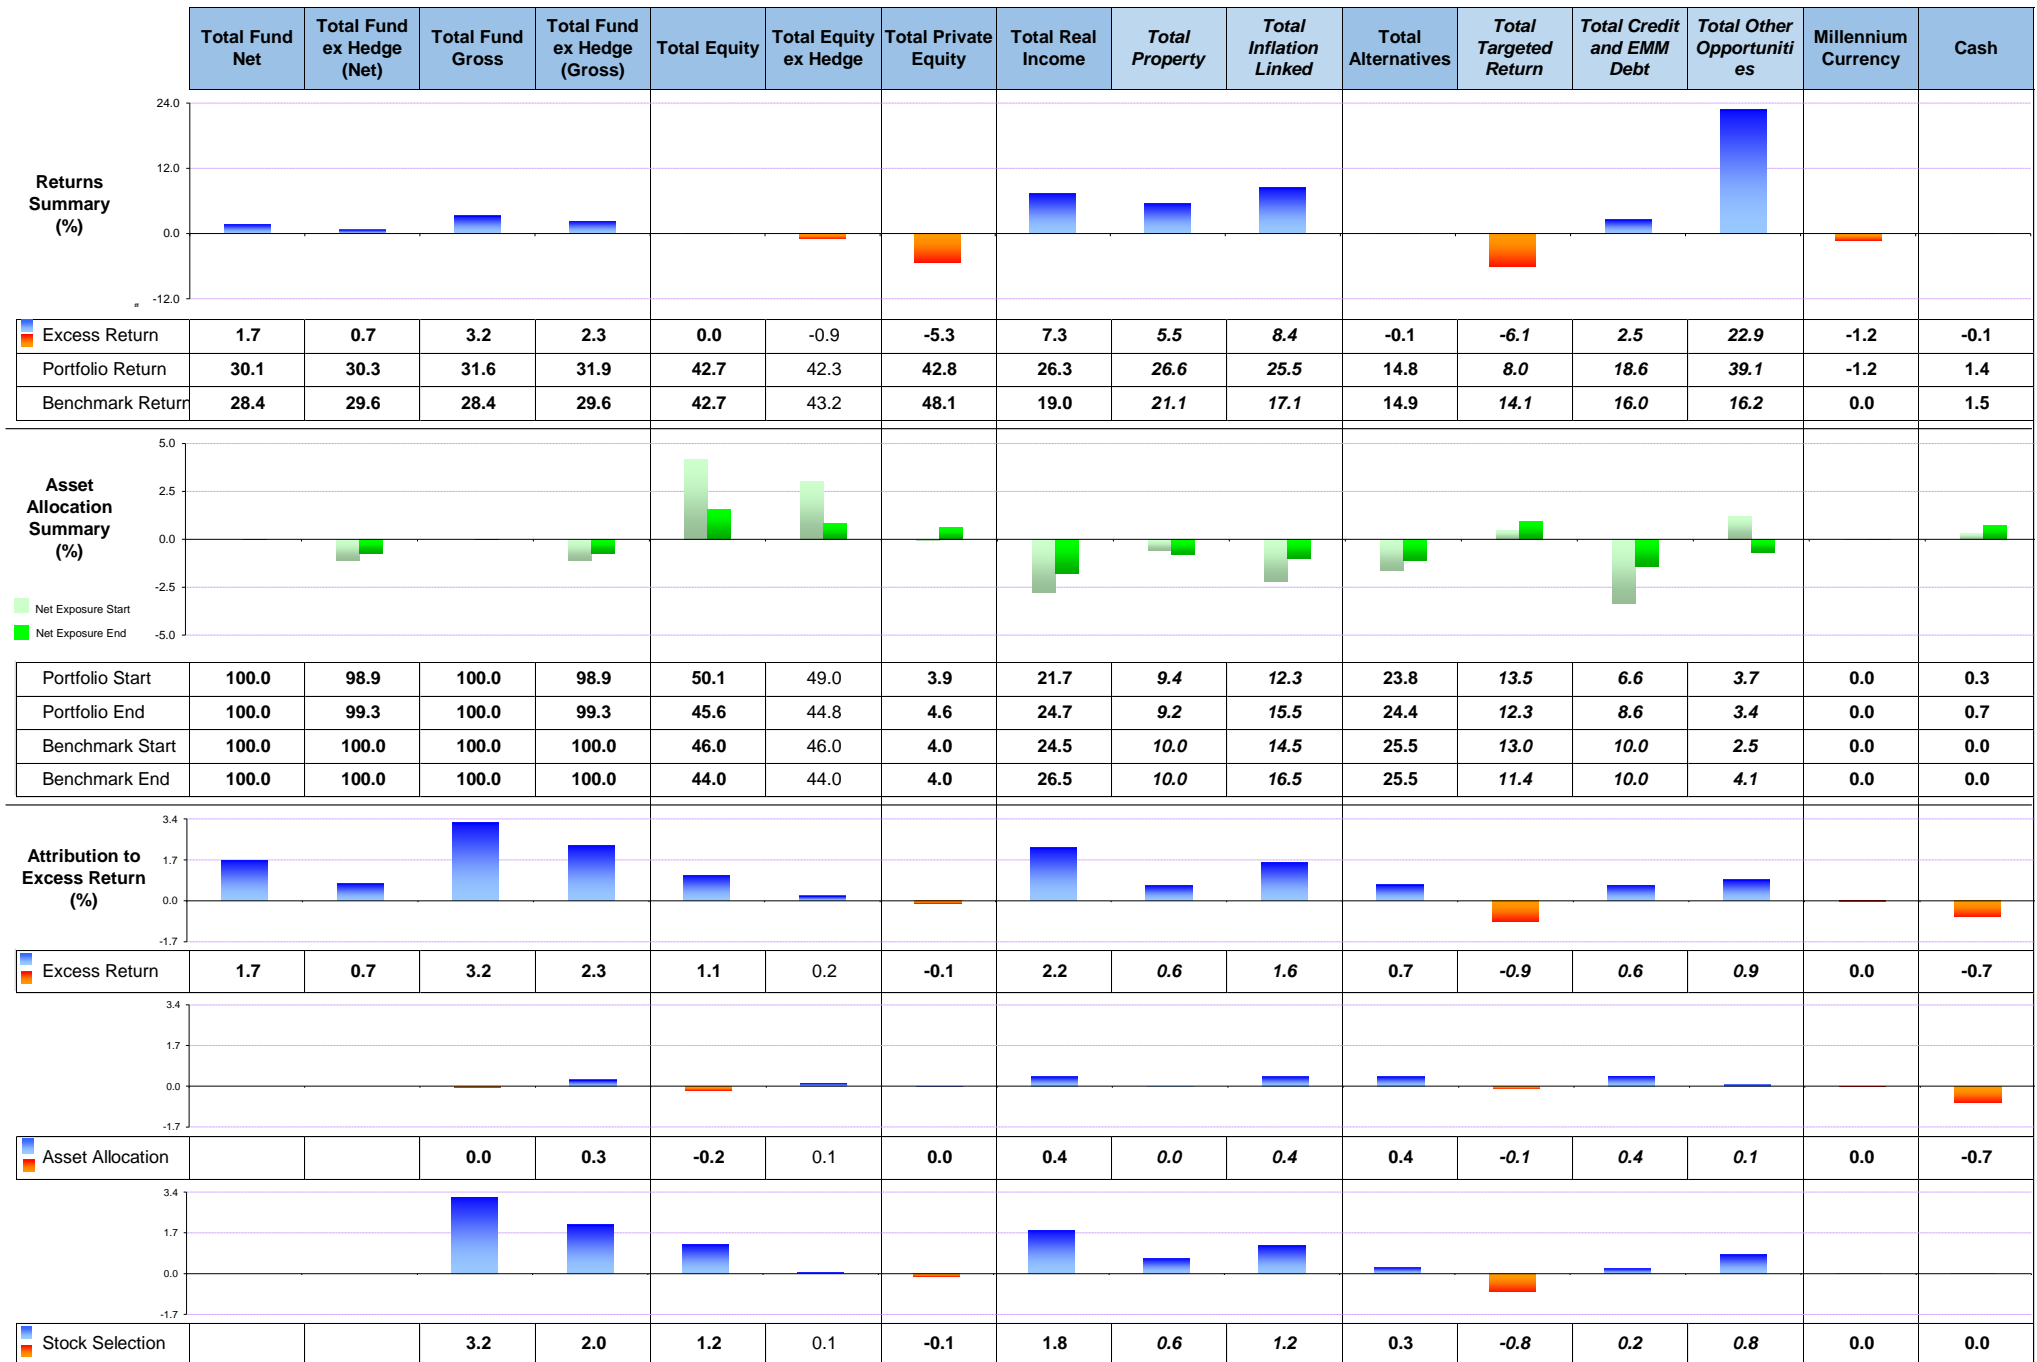 Total Fund Net	Total Fund ex Hedge (Net)	Total Fund Gross	Total Fund ex Hedge (Gross)	Total Equity	Total Equity ex Hedge	Total Private Equity	Total Real Income	Total Property	Total Inflation Linked	Total Alternatives	Total Targeted Return	Total Credit and EMM Debt	Total Other Opportuniti es	Millennium Currency	Cash
Returns
Summary
(%)
24.0
12.0
0.0
-12.0
Excess Return	1.7	0.7	3.2	2.3	0.0	-0.9	-5.3	7.3	5.5	8.4	-0.1	-6.1	2.5	22.9	-1.2	-0.1
Portfolio Return	30.1	30.3	31.6	31.9	42.7	42.3	42.8	26.3	26.6	25.5	14.8	8.0	18.6	39.1	-1.2	1.4
Benchmark Return	28.4	29.6	28.4	29.6	42.7	43.2	48.1	19.0	21.1	17.1	14.9	14.1	16.0	16.2	0.0	1.5
Asset
Allocation
Summary
(%)
5.0
2.5
0.0
-2.5
-5.0
Net Exposure Start
Net Exposure End
Portfolio Start	100.0	98.9	100.0	98.9	50.1	49.0	3.9	21.7	9.4	12.3	23.8	13.5	6.6	3.7	0.0	0.3
Portfolio End	100.0	99.3	100.0	99.3	45.6	44.8	4.6	24.7	9.2	15.5	24.4	12.3	8.6	3.4	0.0	0.7
Benchmark Start	100.0	100.0	100.0	100.0	46.0	46.0	4.0	24.5	10.0	14.5	25.5	13.0	10.0	2.5	0.0	0.0
Benchmark End	100.0	100.0	100.0	100.0	44.0	44.0	4.0	26.5	10.0	16.5	25.5	11.4	10.0	4.1	0.0	0.0
Attribution to
Excess Return
(%)
3.4
1.7
0.0
-1.7
Excess Return	1.7	0.7	3.2	2.3	1.1	0.2	-0.1	2.2	0.6	1.6	0.7	-0.9	0.6	0.9	0.0	-0.7
3.4
1.7
0.0
-1.7
Asset Allocation	0.0	0.3	-0.2	0.1	0.0	0.4	0.0	0.4	0.4	-0.1	0.4	0.1	0.0	-0.7
3.4
1.7
0.0
-1.7
Stock Selection	3.2	2.0	1.2	0.1	-0.1	1.8	0.6	1.2	0.3	-0.8	0.2	0.8	0.0	0.0